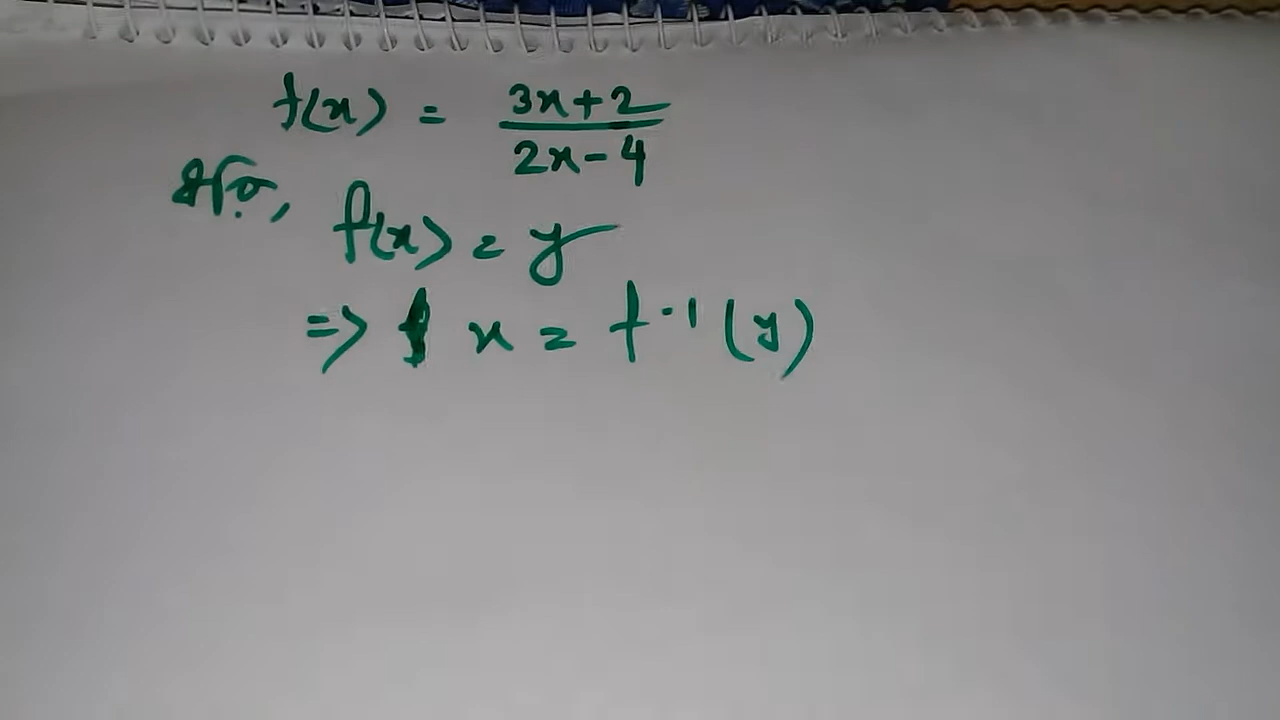 f(x) = 3x+2 / 2x-4
ধরি,
f(x) = y
=> x = f-1 (y)